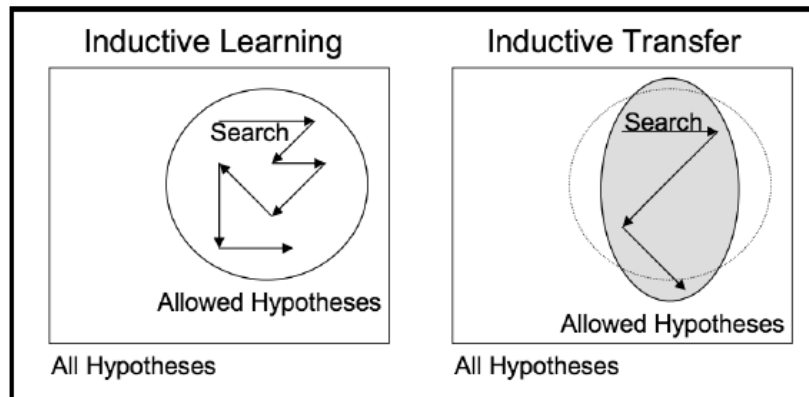 Inductive Learning
Search
Allowed Hypotheses
All Hypotheses
Inductive Transfer
Search
Allowed Hypotheses
All Hypotheses